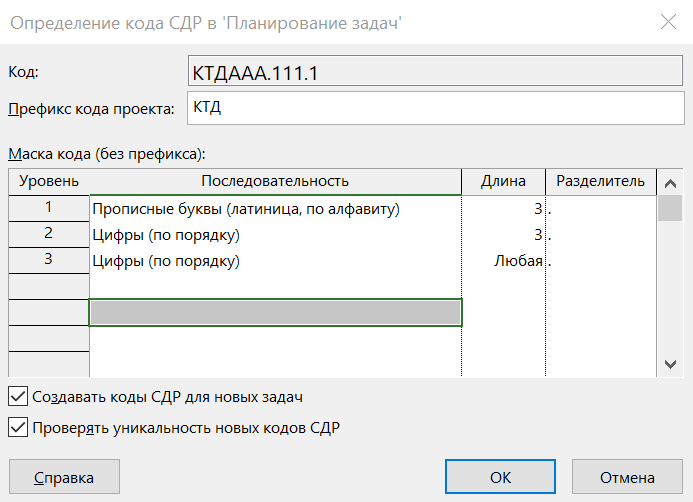 Определение кода СДР в 'Планирование задач'
Код: КТДAAA.111.1
Префикс кода проекта: КТД
Маска кода (без префикса):
Уровень Последовательность Длина Разделитель
1 Прописные буквы (латиница, по алфавиту) 3 .
2 Цифры (по порядку) 3 .
3 Цифры (по порядку) Любая .
Создавать коды СДР для новых задач
Проверять уникальность новых кодов СДР
Справка ОК Отмена